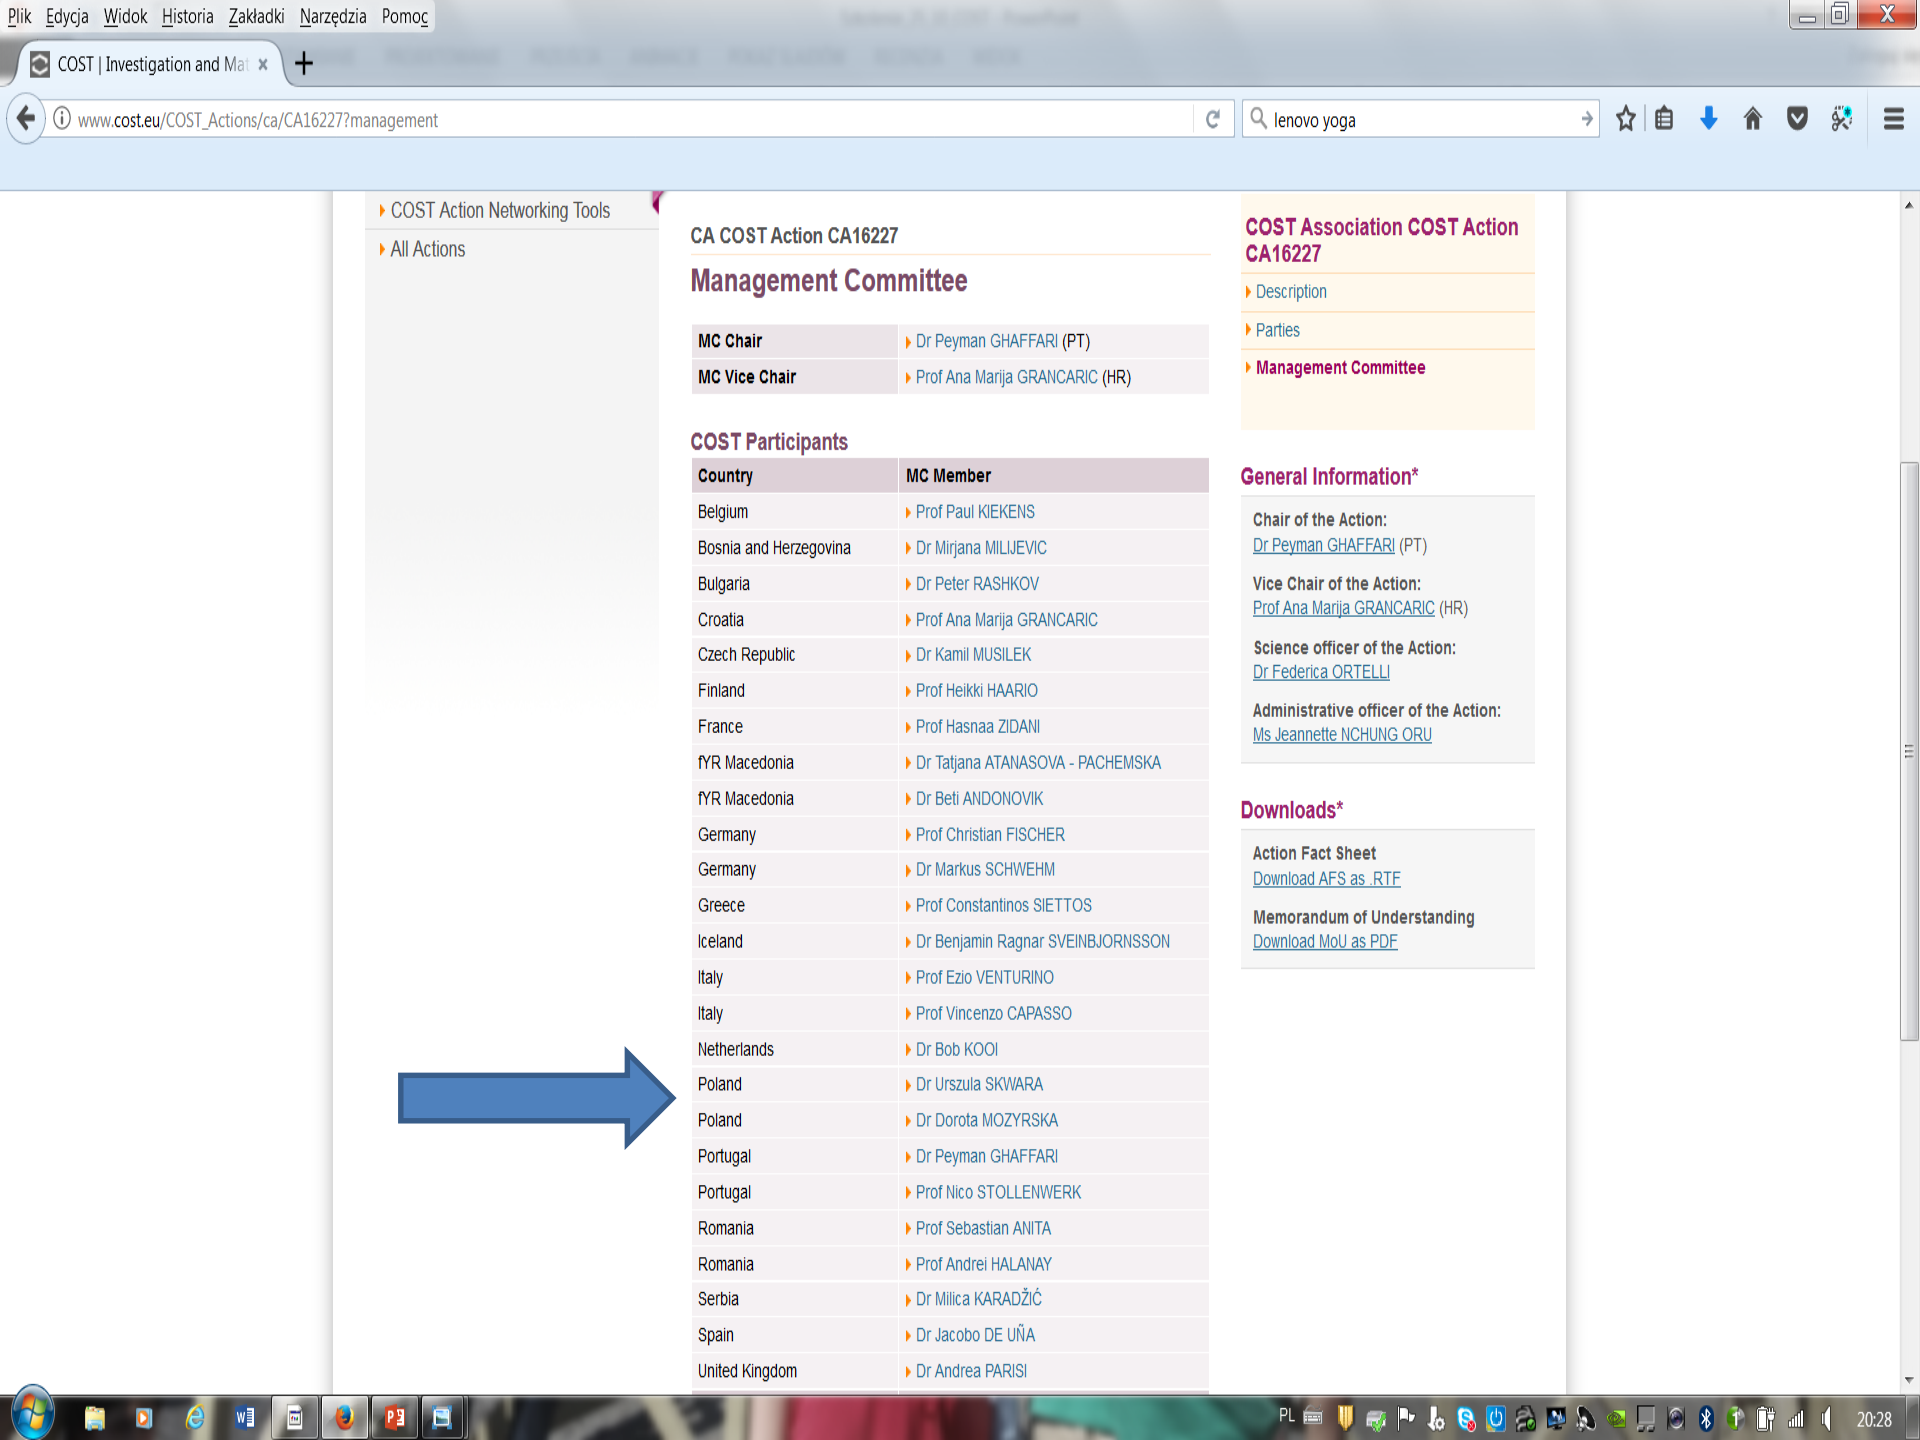 Plik Edycja Widok Historia Zakładki Narzędzia Pomoc
COST | Investigation and Mat
www.cost.eu/COST_Actions/ca/CA16227?management
lenovo yoga
COST Action Networking Tools
All Actions
CA COST Action CA16227
Management Committee
MC Chair Dr Peyman GHAFFARI (PT)
MC Vice Chair Prof Ana Marija GRANCARIC (HR)
COST Participants
Country MC Member
Belgium Prof Paul KIEKENS
Bosnia and Herzegovina Dr Mirjana MILIJEVIC
Bulgaria Dr Peter RASHKOV
Croatia Prof Ana Marija GRANCARIC
Czech Republic Dr Kamil MUSILEK
Finland Prof Heikki HAARIO
France Prof Hasnaa ZIDANI
fYR Macedonia Dr Tatjana ATANASOVA - PACHEMSKA
fYR Macedonia Dr Beti ANDONOVIK
Germany Prof Christian FISCHER
Germany Dr Markus SCHWEHM
Greece Prof Constantinos SIETTOS
Iceland Dr Benjamin Ragnar SVEINBJORNSSON
Italy Prof Ezio VENTURINO
Italy Prof Vincenzo CAPASSO
Netherlands Dr Bob KOOI
Poland Dr Urszula SKWARA
Poland Dr Dorota MOZYRSKA
Portugal Dr Peyman GHAFFARI
Portugal Prof Nico STOLLENWERK
Romania Prof Sebastian ANITA
Romania Prof Andrei HALANAY
Serbia Dr Milica KARADŽIĆ
Spain Dr Jacobo DE UÑA
United Kingdom Dr Andrea PARISI
COST Association COST Action
CA16227
Description
Parties
Management Committee
General Information*
Chair of the Action:
Dr Peyman GHAFFARI (PT)
Vice Chair of the Action:
Prof Ana Marija GRANCARIC (HR)
Science officer of the Action:
Dr Federica ORTELLI
Administrative officer of the Action:
Ms Jeannette NCHUNG ORU
Downloads*
Action Fact Sheet
Download AFS as .RTF
Memorandum of Understanding
Download MoU as PDF
PL
20:28